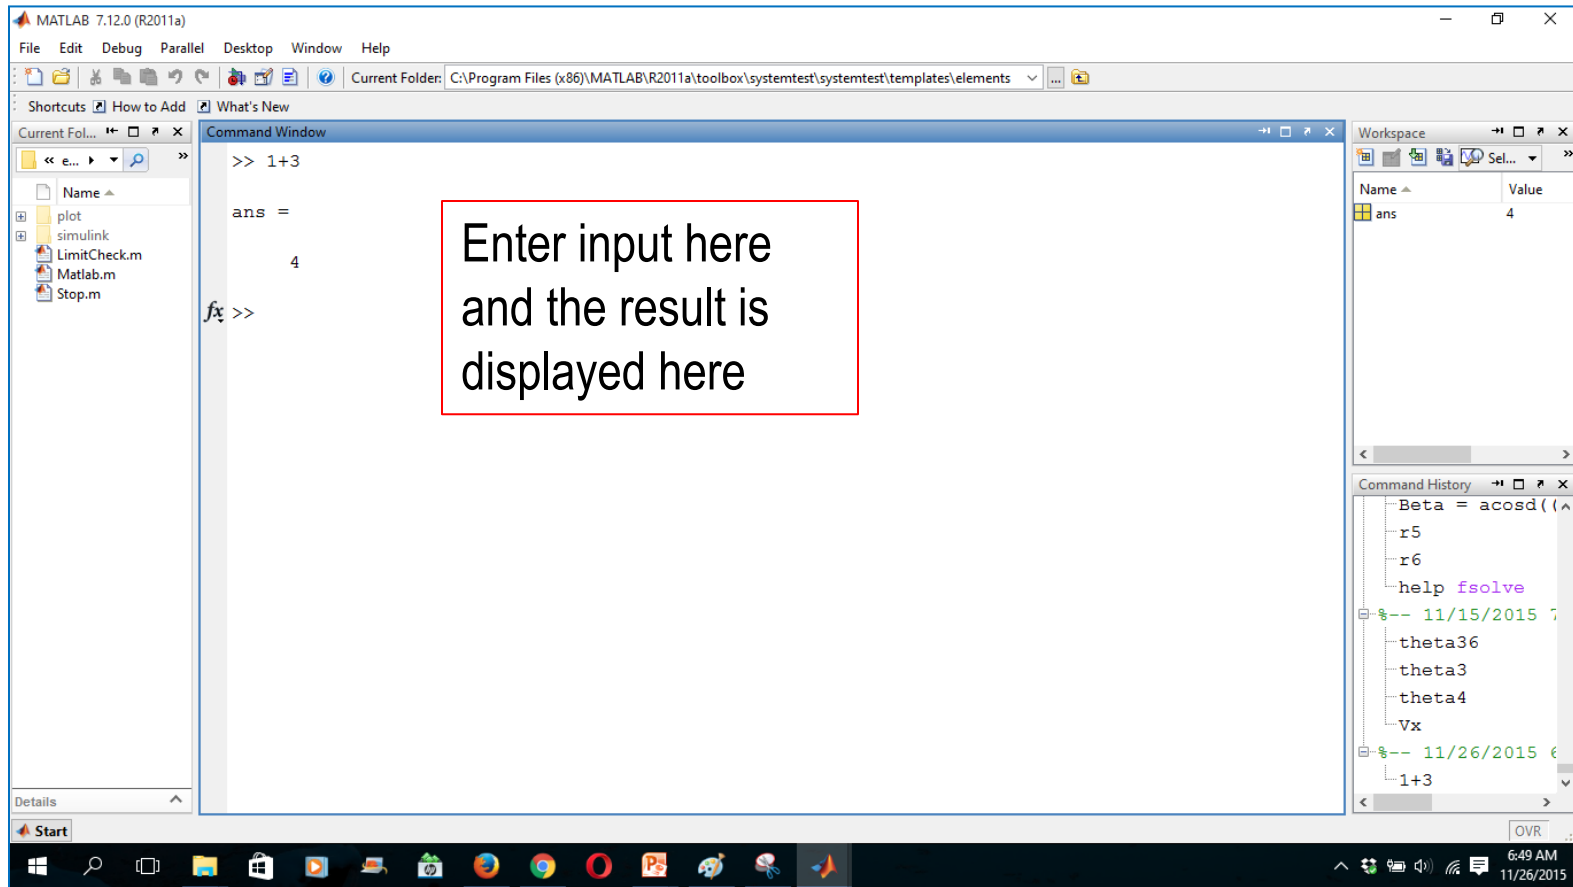 MATLAB 7.12.0 (R2011a)
File Edit Debug Parallel Desktop Window Help
Current Folder: C:\Program Files (x86)\MATLAB\R2011a\toolbox\systemtest\systemtest\templates\elements
Shortcuts How to Add What's New
Current Fol...
« e...
Name
plot
simulink
LimitCheck.m
Matlab.m
Stop.m
Details
Command Window
>> 1+3
ans =
4
fx >>
Enter input here
and the result is
displayed here
Workspace
Sel...
Name Value
ans 4
Command History
Beta = acosd((
r5
r6
help fsolve
%-- 11/15/2015 7
theta36
theta3
theta4
Vx
%-- 11/26/2015 6
1+3
Start
OVR
6:49 AM
11/26/2015